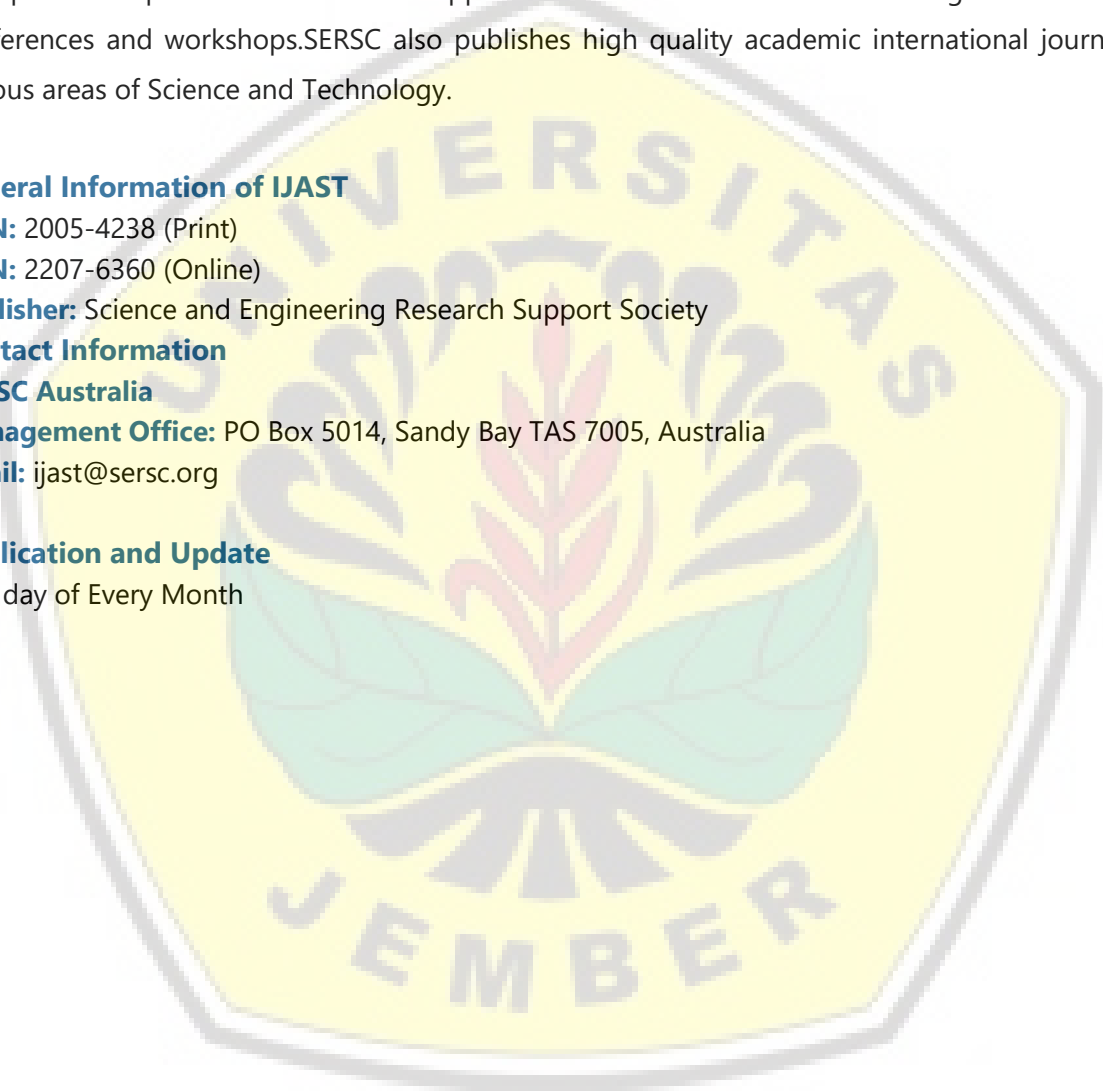 ferences and workshops.SERSC also publishes high quality academic international journ
ous areas of Science and Technology.
eral Information of IJAST
N: 2005-4238 (Print)
N: 2207-6360 (Online)
lisher: Science and Engineering Research Support Society
tact Information
SC Australia
nagement Office: PO Box 5014, Sandy Bay TAS 7005, Australia
ail: ijast@sersc.org
lication and Update
day of Every Month
UNIVERSITAS
JEMBER